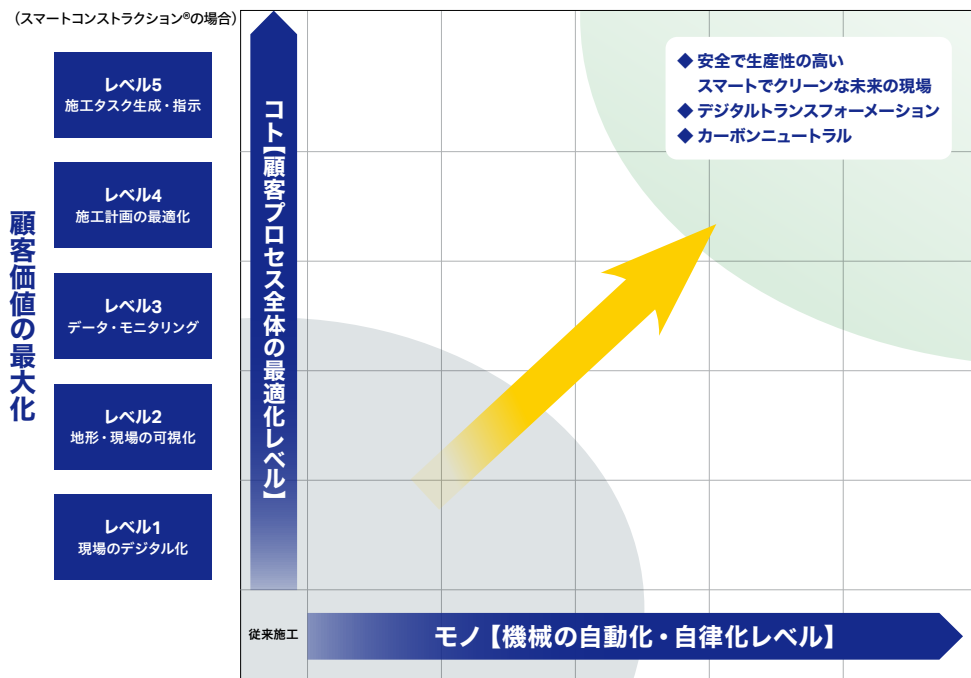 (スマートコンストラクション®の場合)
顧客価値の最大化
レベル5
施工タスク生成・指示
レベル4
施工計画の最適化
レベル3
データ・モニタリング
レベル2
地形・現場の可視化
レベル1
現場のデジタル化
コト【顧客プロセス全体の最適化レベル】
◆ 安全で生産性の高い
スマートでクリーンな未来の現場
◆ デジタルトランスフォーメーション
◆ カーボンニュートラル
従来施工
モノ【機械の自動化・自律化レベル】